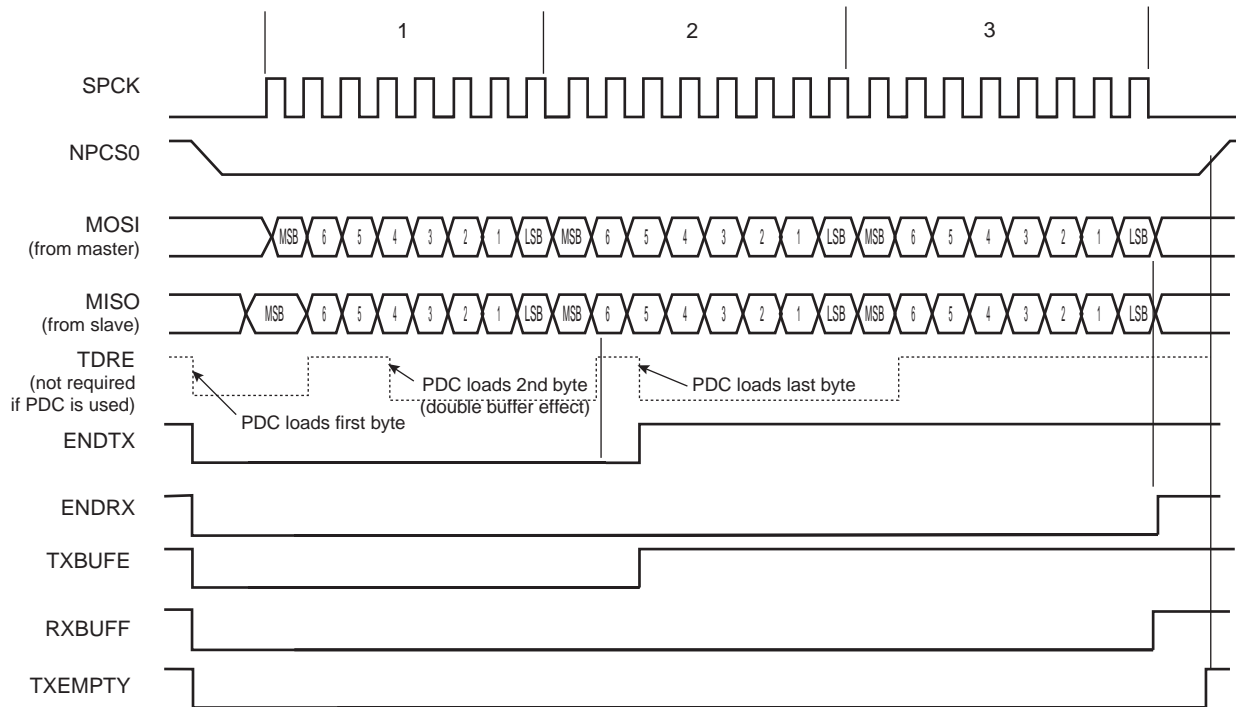 1 2 3
SPCK
NPCS0
MOSI
(from master)
MSB 6 5 4 3 2 1 LSB MSB 6 5 4 3 2 1 LSB MSB 6 5 4 3 2 1 LSB
MISO
(from slave)
MSB 6 5 4 3 2 1 LSB MSB 6 5 4 3 2 1 LSB MSB 6 5 4 3 2 1 LSB
TDRE
(not required
if PDC is used)
PDC loads first byte
PDC loads 2nd byte
(double buffer effect)
PDC loads last byte
ENDTX
ENDRX
TXBUFE
RXBUFF
TXEMPTY